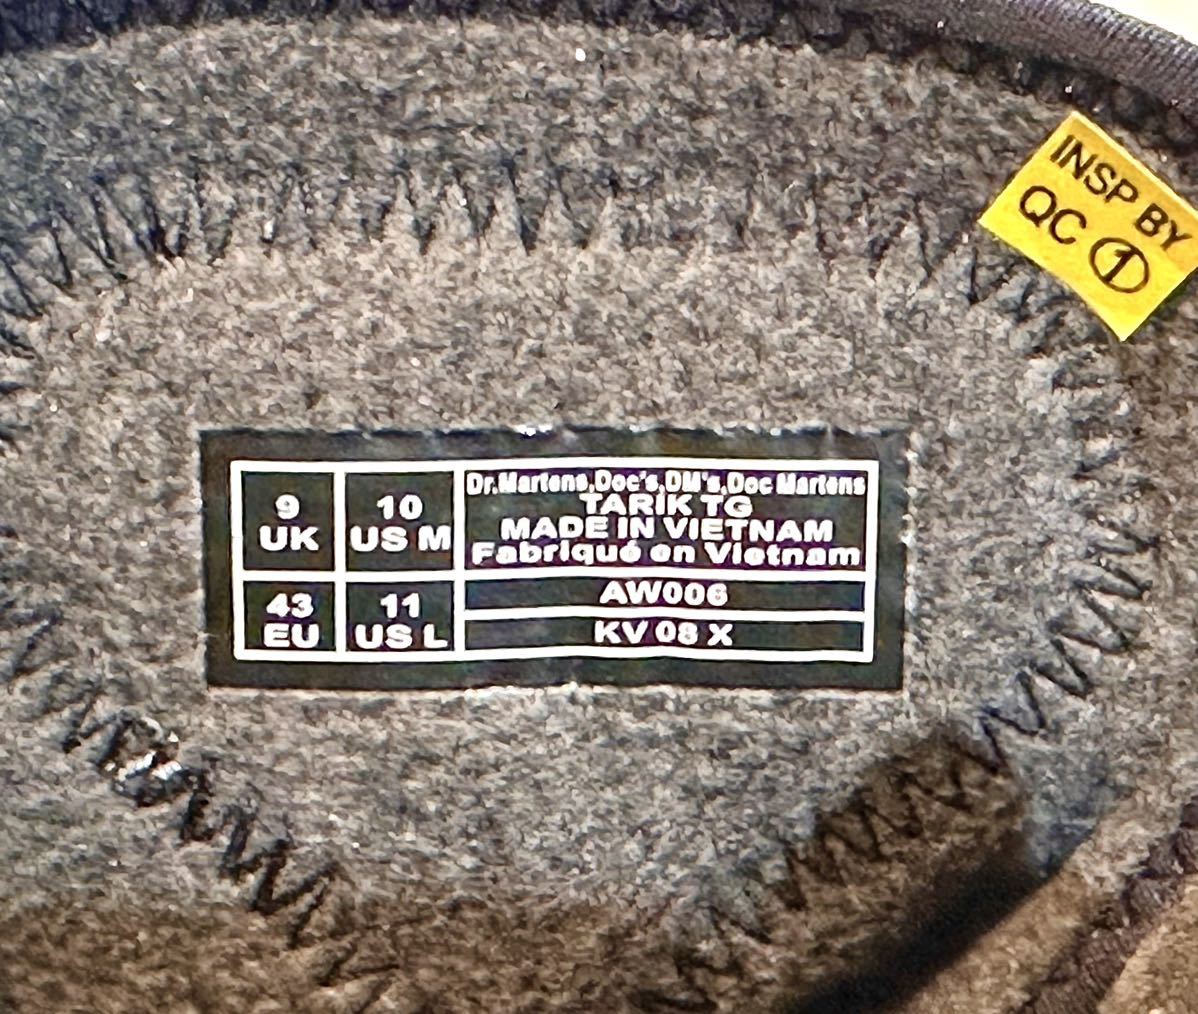 INSP BY
QC ①
9
UK
10
US M
43
EU
11
US L
Dr.Martens,Doc's,DM's,Doc Martens
TARIK TG
MADE IN VIETNAM
Fabriqué en Vietnam
AW006
KV 08 X